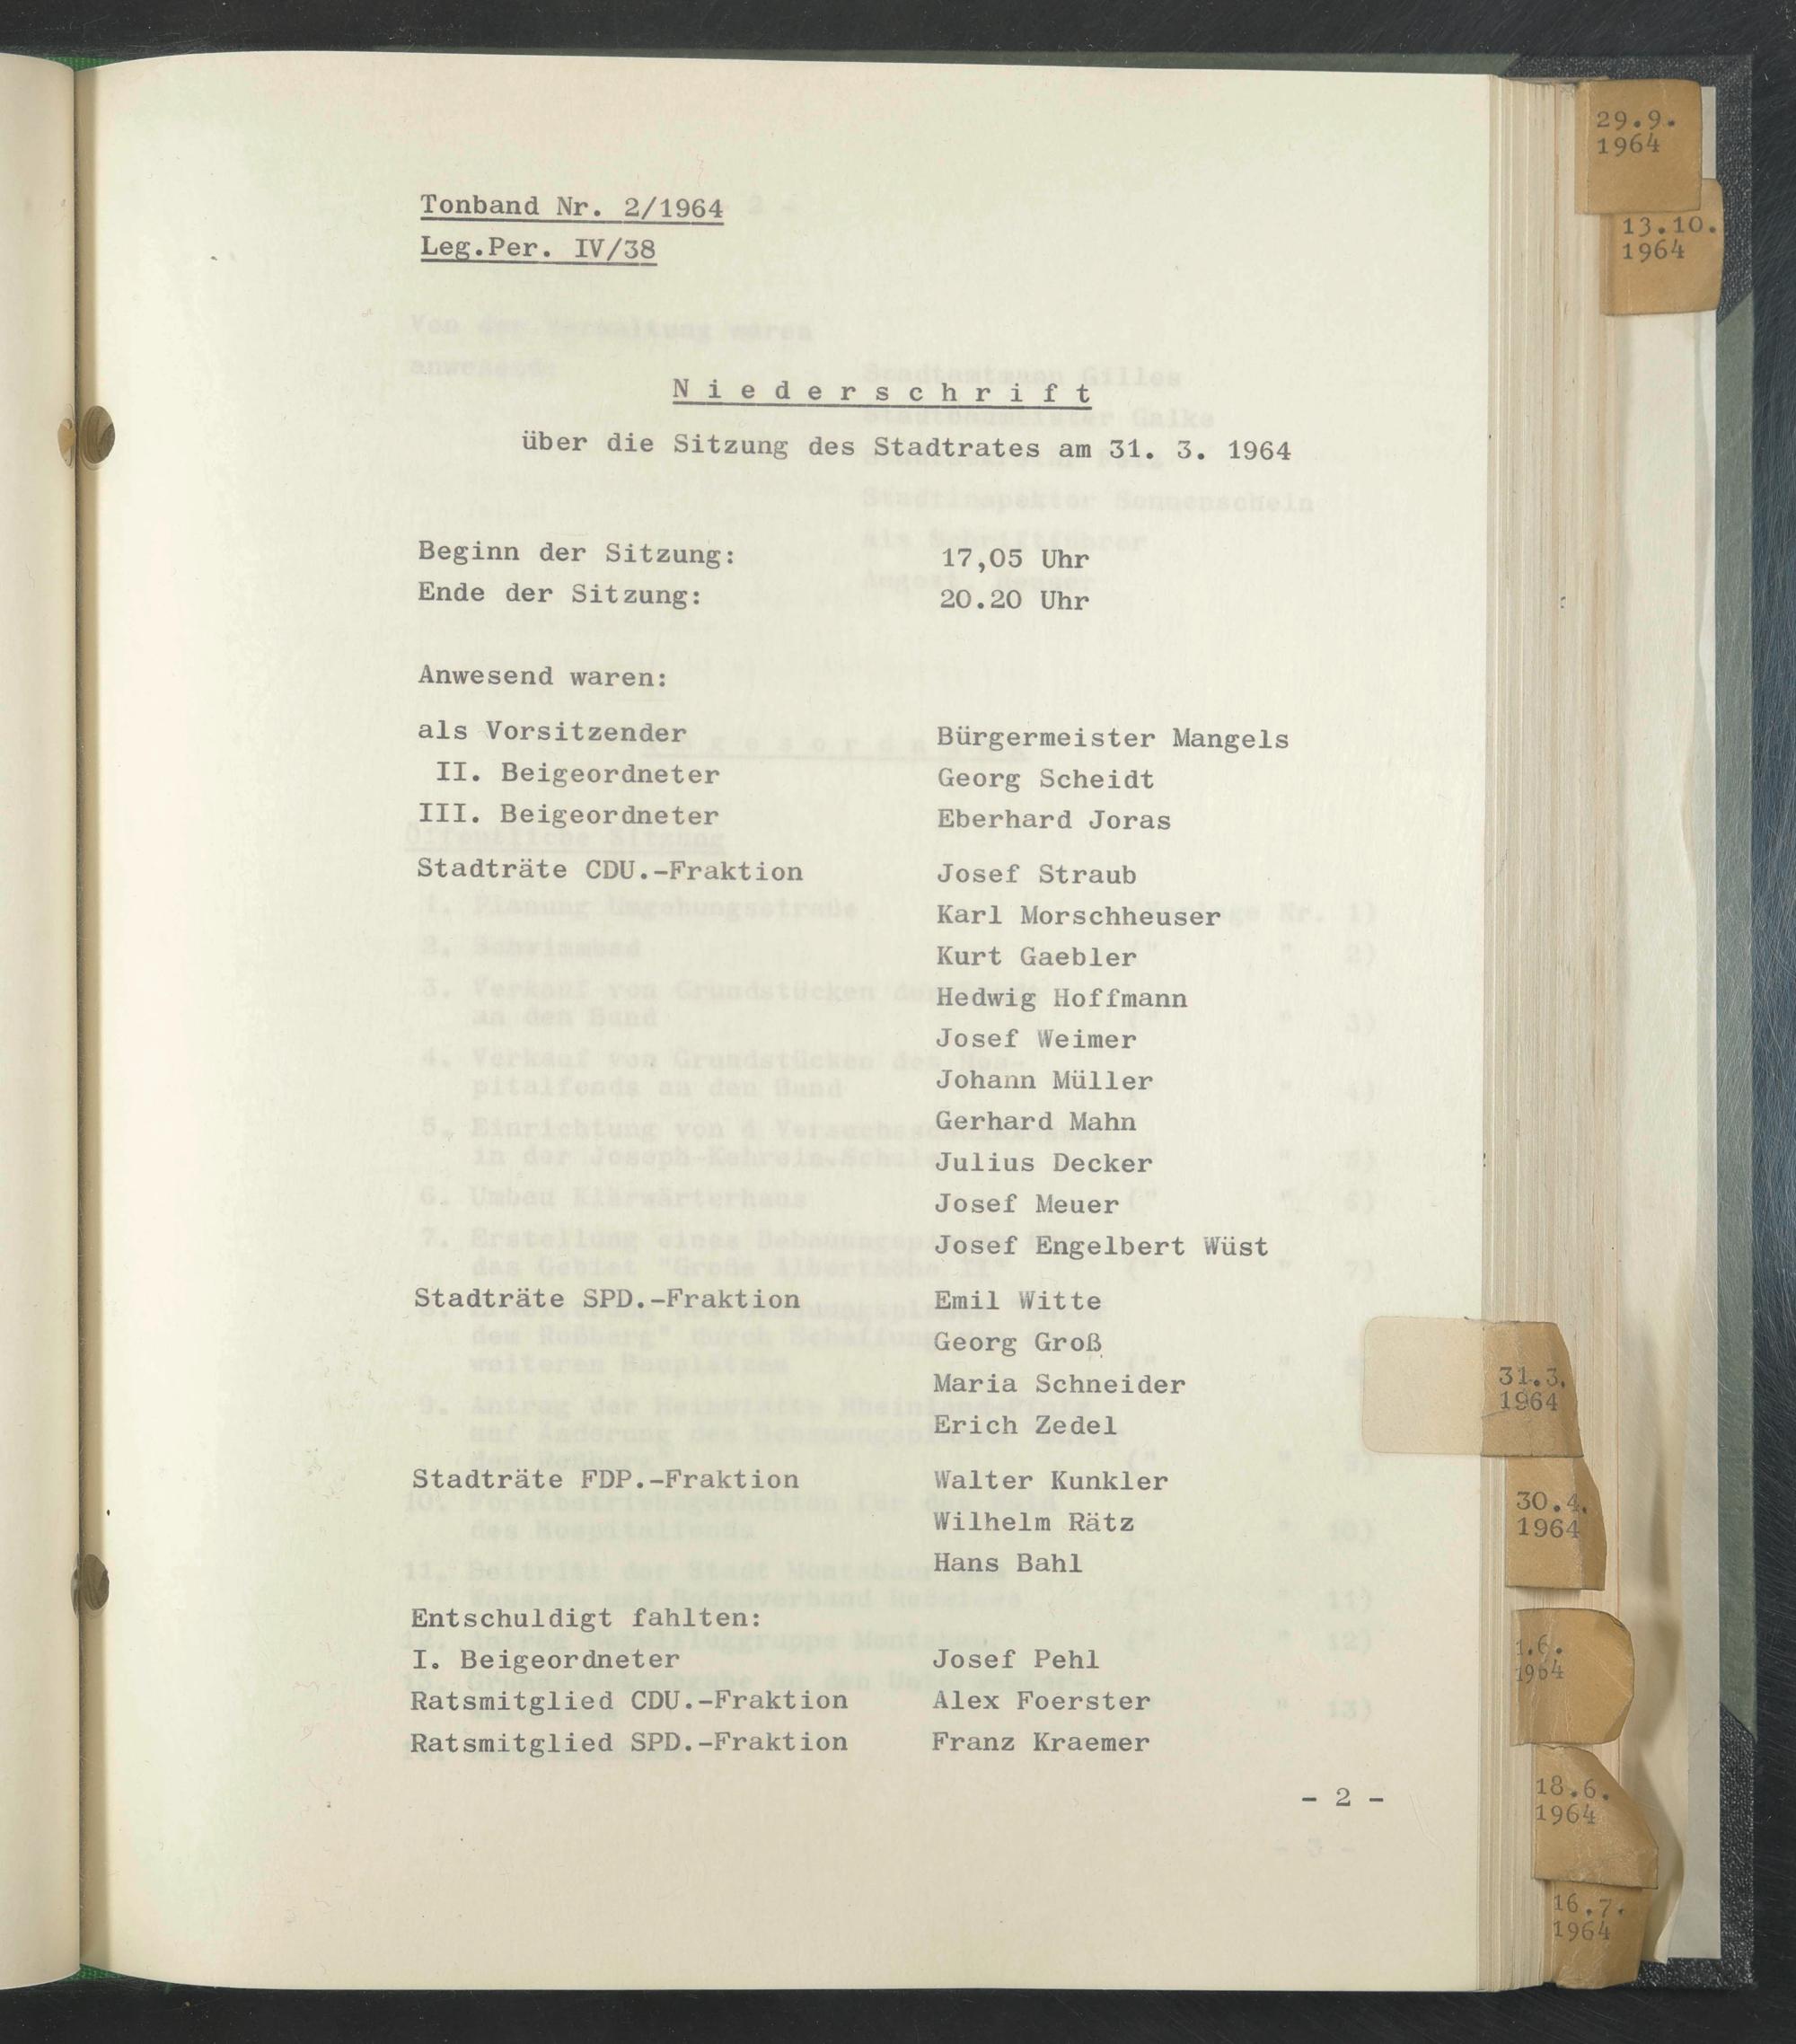 Tonband Nr. 2/1964
Leg.Per. IV/38
Niederschrift
über die Sitzung des Stadtrates am 31. 3. 1964
Beginn der Sitzung: 17,05 Uhr
Ende der Sitzung: 20.20 Uhr
Anwesend waren:
als Vorsitzender Bürgermeister Mangels
II. Beigeordneter Georg Scheidt
III. Beigeordneter Eberhard Joras
Stadträte CDU.-Fraktion Josef Straub
Karl Morschheuser
Kurt Gaebler
Hedwig Hoffmann
Josef Weimer
Johann Müller
Gerhard Mahn
Julius Decker
Josef Meuer
Josef Engelbert Wüst
Stadträte SPD.-Fraktion Emil Witte
Georg Groß
Maria Schneider
Erich Zedel
Stadträte FDP.-Fraktion Walter Kunkler
Wilhelm Rätz
Hans Bahl
Entschuldigt fahlten:
I. Beigeordneter Josef Pehl
Ratsmitglied CDU.-Fraktion Alex Foerster
Ratsmitglied SPD.-Fraktion Franz Kraemer
- 2 -
29.9.
1964
13.10.
1964
31.3.
1964
30.4.
1964
1.6.
1964
18.6.
1964
16.7.
1964